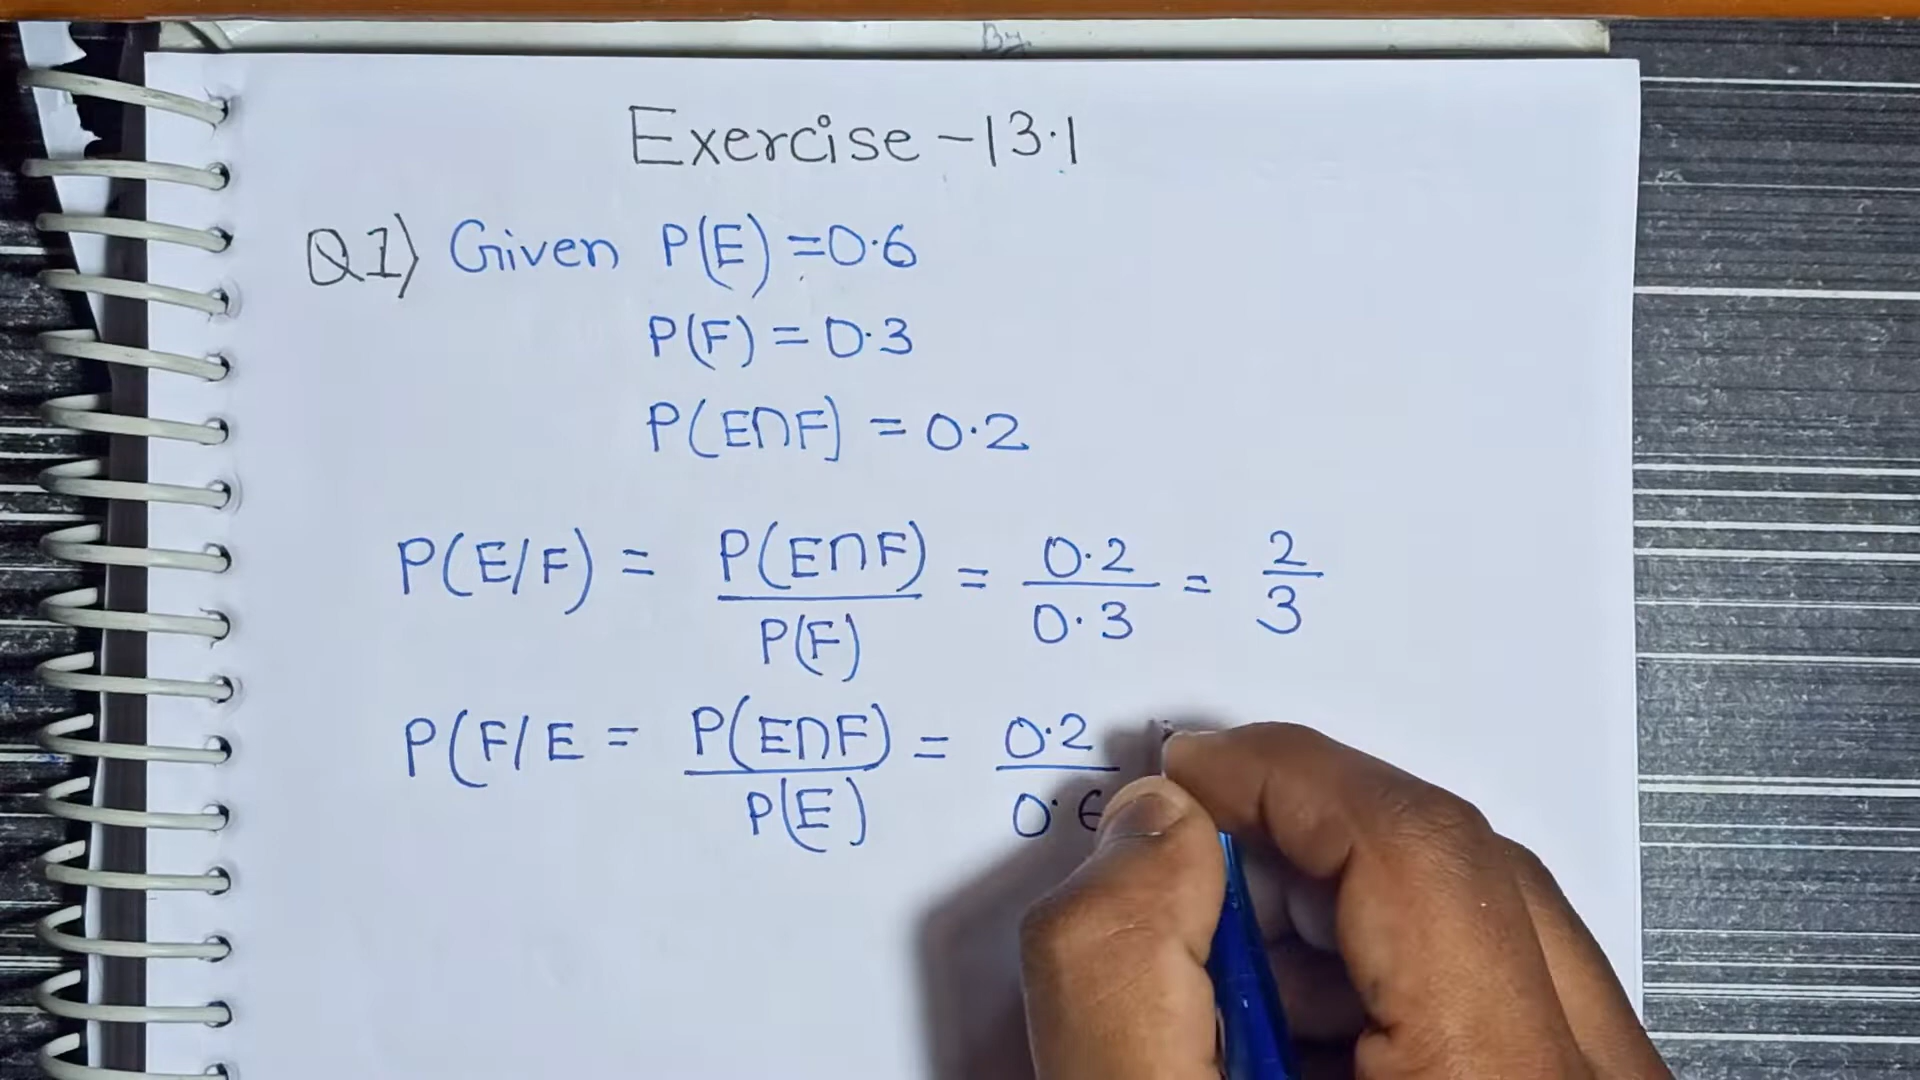 By
Exercise - 13.1
Q1) Given P(E) = 0.6
P(F) = 0.3
P(E∩F) = 0.2
P(E/F) = P(E∩F)/P(F) = 0.2/0.3 = 2/3
P(F/E = P(E∩F)/P(E) = 0.2/0.6